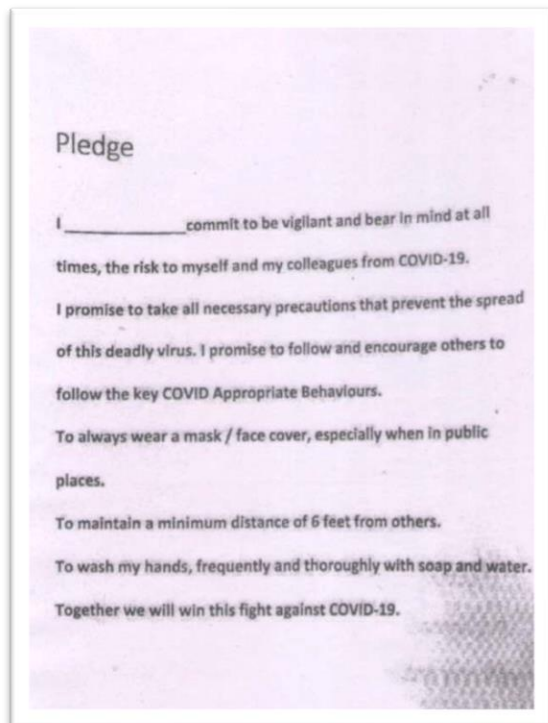 Pledge
I ______________ commit to be vigilant and bear in mind at all
times, the risk to myself and my colleagues from COVID-19.
I promise to take all necessary precautions that prevent the spread
of this deadly virus. I promise to follow and encourage others to
follow the key COVID Appropriate Behaviours.
To always wear a mask / face cover, especially when in public
places.
To maintain a minimum distance of 6 feet from others.
To wash my hands, frequently and thoroughly with soap and water.
Together we will win this fight against COVID-19.